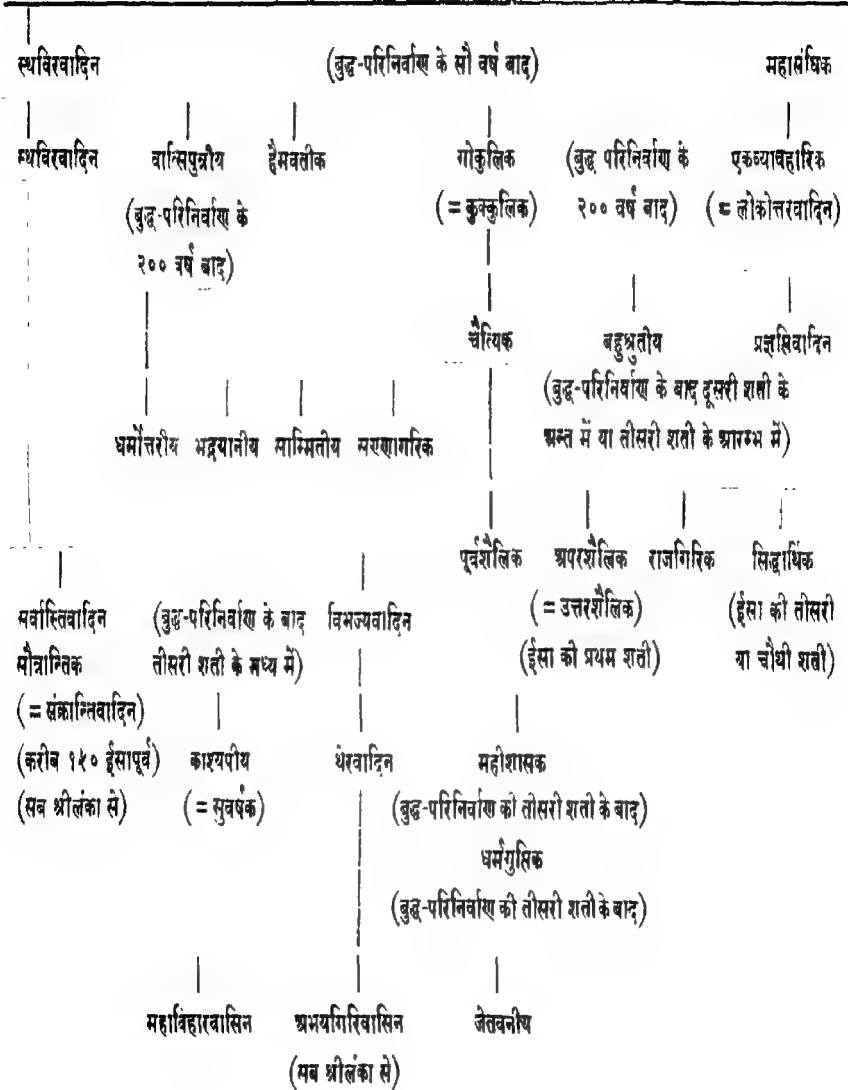 स्थविरवादिन (बुद्ध-परिनिर्वाण के सौ वर्ष बाद) महासंघिक
स्थविरवादिन वात्सिपुत्रीय हैमवतीक गोकुलिक (बुद्ध परिनिर्वाण के एकव्यावहारिक
(बुद्ध-परिनिर्वाण के (= कुक्कुलिक) २०० वर्ष बाद) (= लोकोत्तरवादिन)
२०० वर्ष बाद)
चैत्यिक बहुश्रुतीय प्रज्ञप्तिवादिन
(बुद्ध-परिनिर्वाण के बाद दूसरी शती के
धर्मोत्तरीय भद्रयानीय साम्मितीय सण्णागरिक अन्त में या तीसरी शती के आरम्भ में)
पूर्वशैलिक अपरशैलिक राजगिरिक सिद्धार्थिक
सर्वास्तिवादिन (बुद्ध-परिनिर्वाण के बाद विभज्यवादिन (= उत्तरशैलिक) (ईसा की तीसरी
सौत्रान्तिक तीसरी शती के मध्य में) (ईसा की प्रथम शती) या चौथी शती)
(= संक्रान्तिवादिन)
(करीब १५० ईसापूर्व) काश्यपीय थेरवादिन महीशासक
(सब श्रीलंका से) (= सुवर्षक) (बुद्ध-परिनिर्वाण की तीसरी शती के बाद)
धर्मगुप्तिक
(बुद्ध-परिनिर्वाण की तीसरी शती के बाद)
महाविहारवासिन अभयगिरिवासिन जेतवनीय
(सब श्रीलंका से)